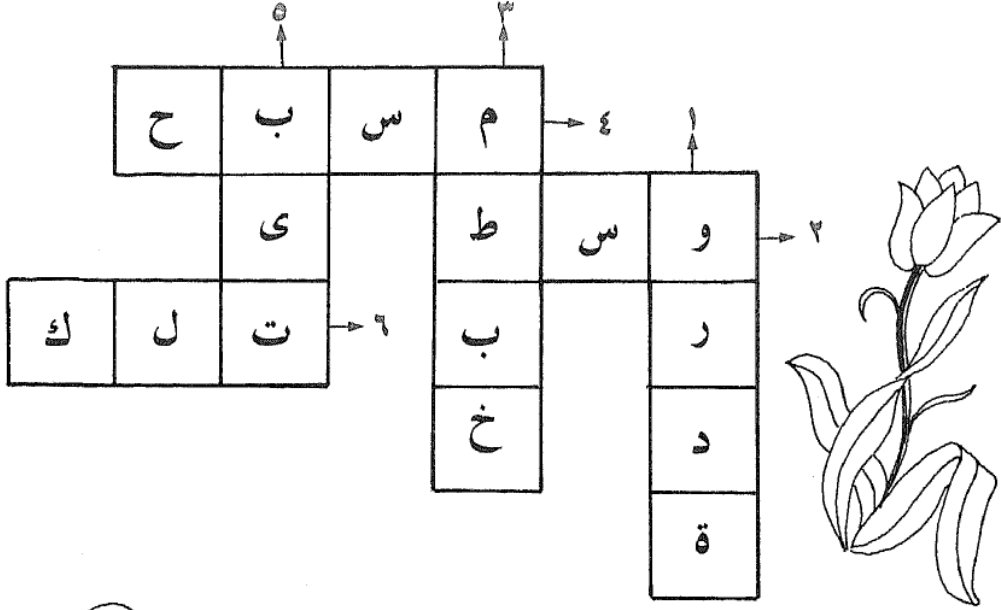 ٥ ٣
م س ب ح
٤
١
و س ط ى
٢
ر ب ت ل ك
٦
د خ
ة